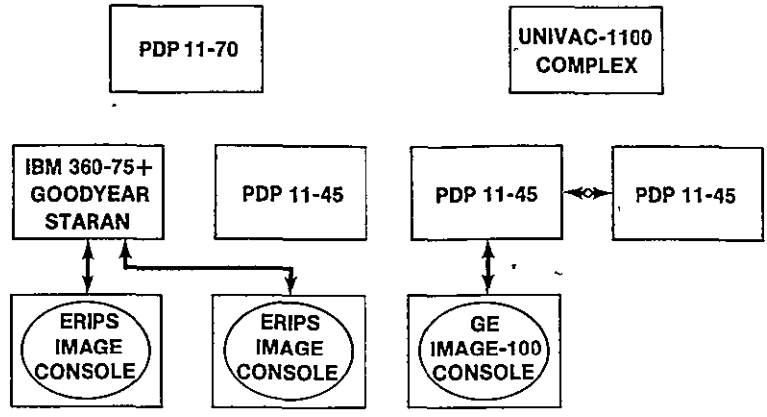 PDP 11-70
UNIVAC-1100
COMPLEX
IBM 360-75+
GOODYEAR
STARAN
PDP 11-45
PDP 11-45
PDP 11-45
ERIPS
IMAGE
CONSOLE
ERIPS
IMAGE
CONSOLE
GE
IMAGE-100
CONSOLE